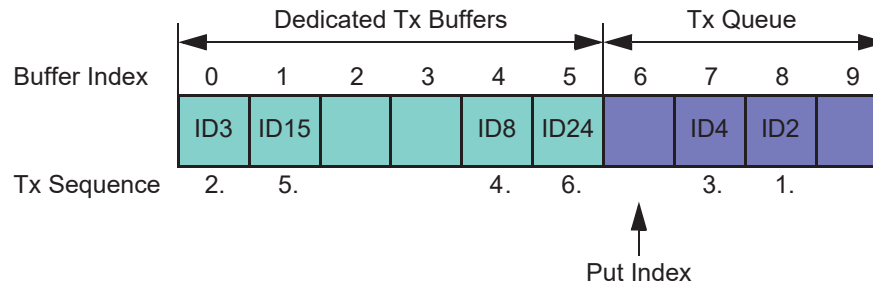 Dedicated Tx Buffers Tx Queue
Buffer Index 0 1 2 3 4 5 6 7 8 9
ID3 ID15 ID8 ID24 ID4 ID2
Tx Sequence 2. 5. 4. 6. 3. 1.
Put Index